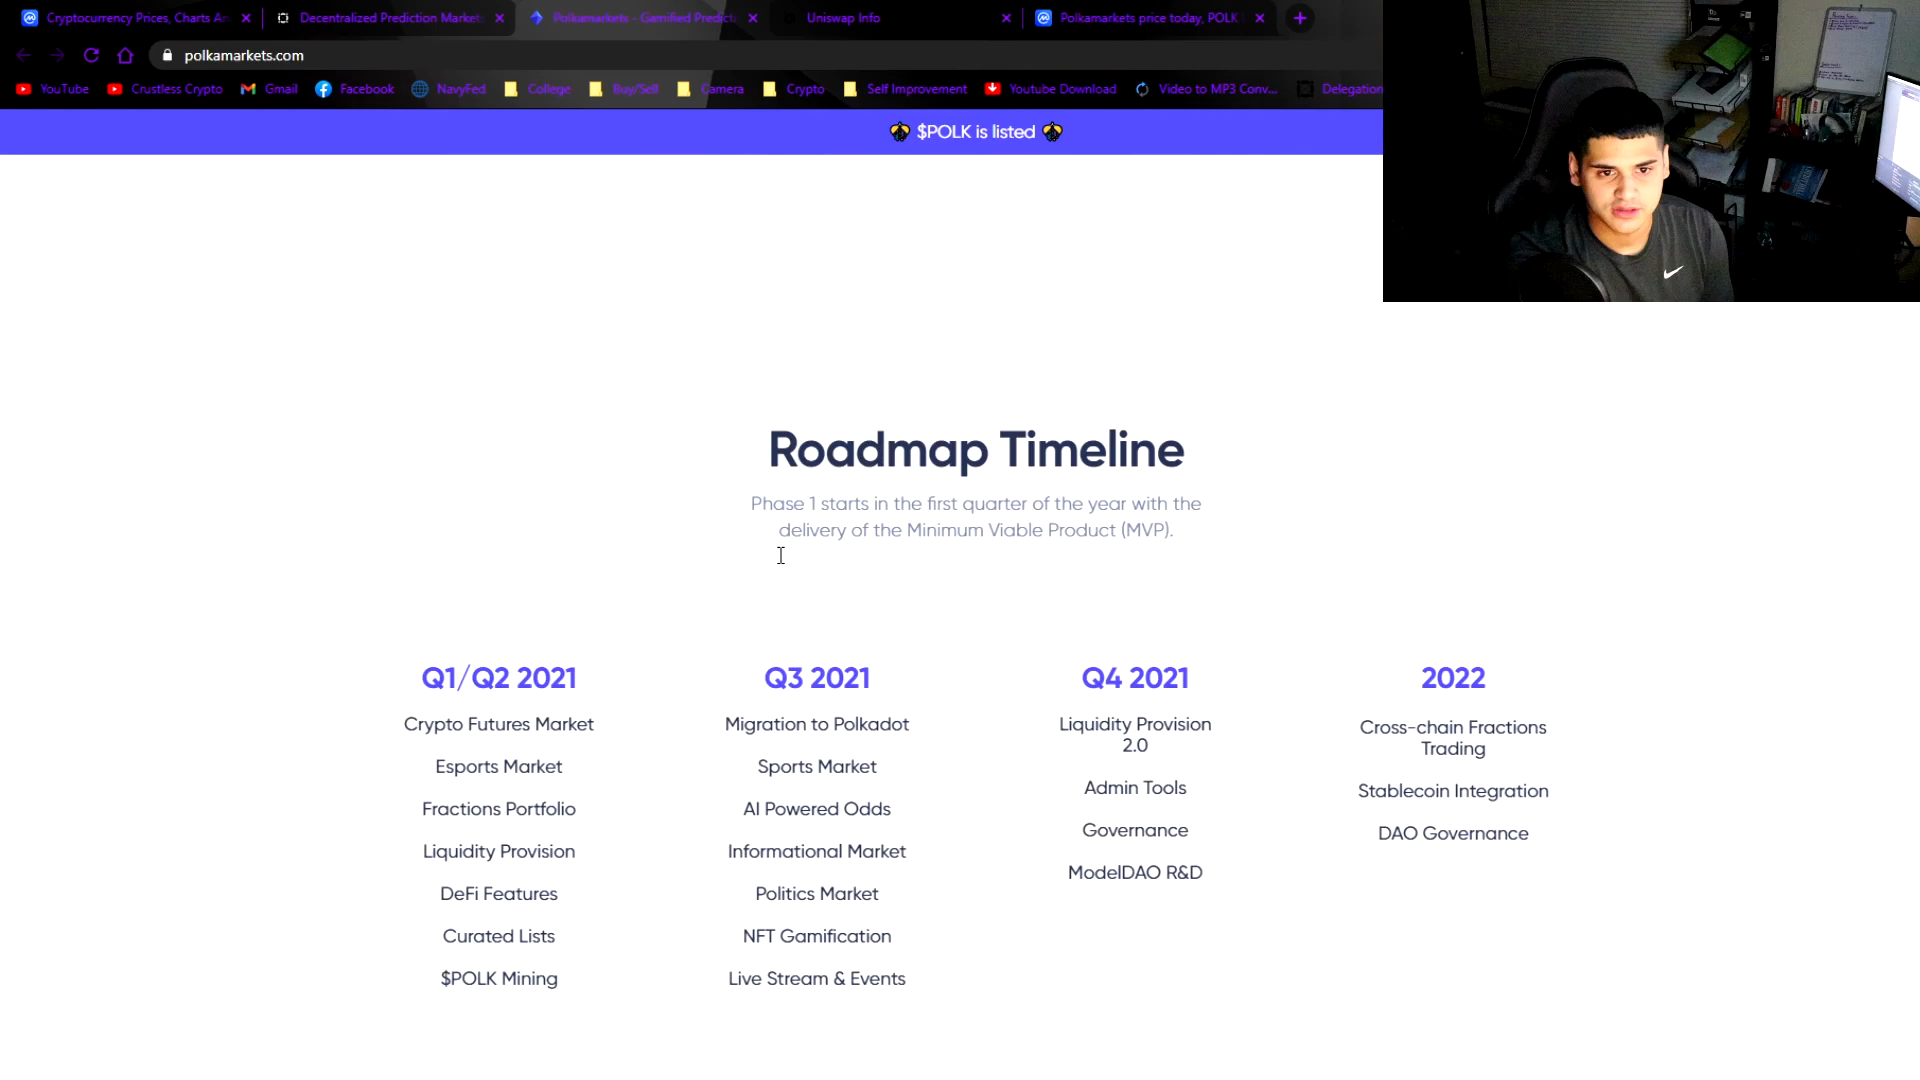 Cryptocurrency Prices, Charts An
Decentralized Prediction Markets
Polkamarkets - Gamified Predicti
Uniswap Info
Polkamarkets price today, POLK
polkamarkets.com
YouTube
Crustless Crypto
Gmail
Facebook
NavyFed
College
Buy/Sell
Camera
Crypto
Self Improvement
Youtube Download
Video to MP3 Conv...
Delegation
$POLK is listed
Roadmap Timeline
Phase 1 starts in the first quarter of the year with the
delivery of the Minimum Viable Product (MVP).
Q1/Q2 2021
Crypto Futures Market
Esports Market
Fractions Portfolio
Liquidity Provision
DeFi Features
Curated Lists
$POLK Mining
Q3 2021
Migration to Polkadot
Sports Market
AI Powered Odds
Informational Market
Politics Market
NFT Gamification
Live Stream & Events
Q4 2021
Liquidity Provision
2.0
Admin Tools
Governance
ModelDAO R&D
2022
Cross-chain Fractions
Trading
Stablecoin Integration
DAO Governance